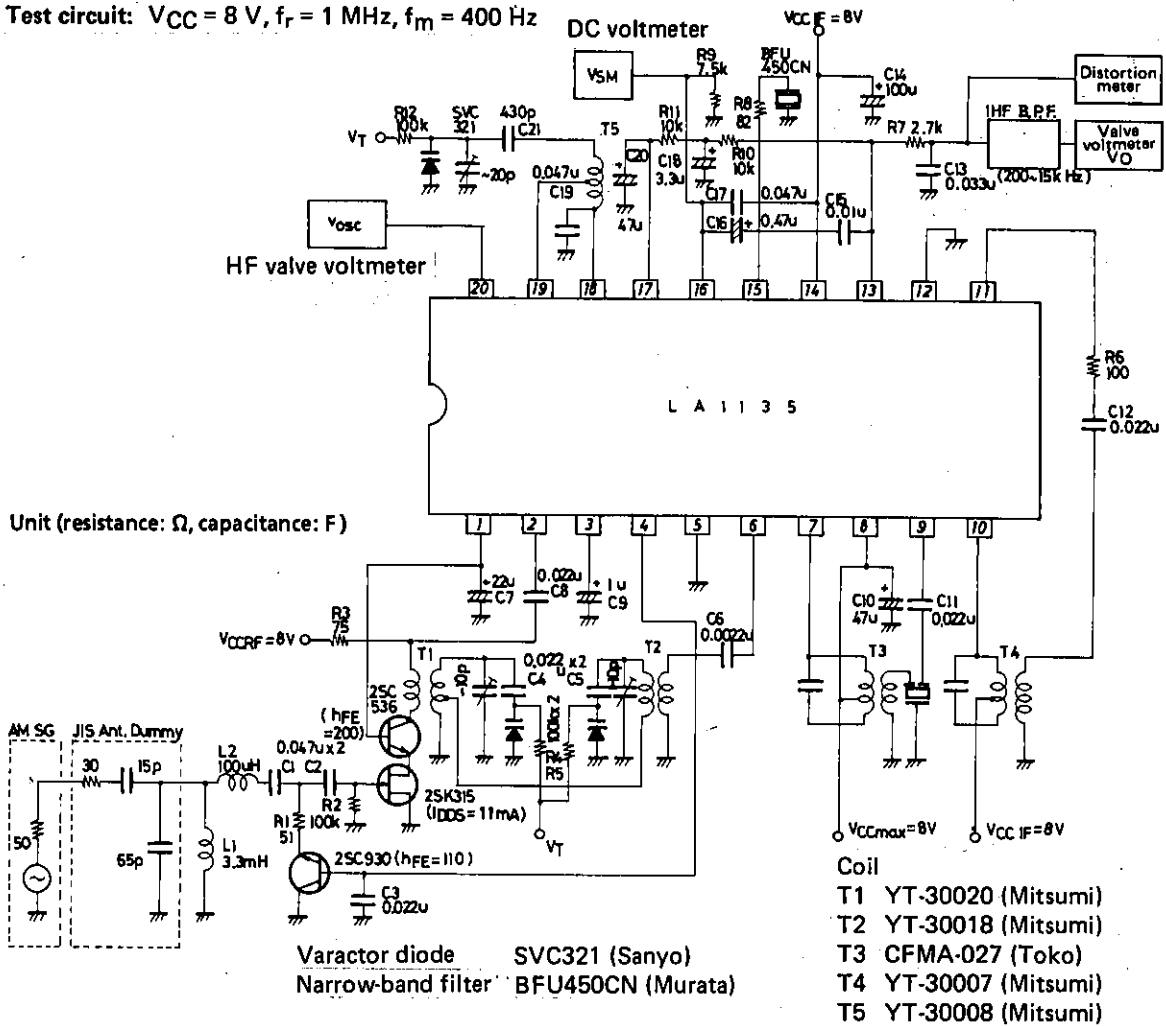 Test circuit: VCC = 8 V, fr = 1 MHz, fm = 400 Hz
DC voltmeter
VCC IF = 8V
VSM
R9
7.5k
BFU
450CN
C14
100u
Distortion
meter
R12
100k
SVC
321
430p
C21
T5
R11
10k
R8
82
R7 2.7k
1HF B.P.F.
Valve
voltmeter
VO
VT
~20p
0.047u
C19
C20
47u
C18
3.3u
R10
10k
C13
0.033u
(200~15k Hz)
C17
0.047u
C15
0.01u
C16
0.47u
VOSC
HF valve voltmeter
20
19
18
17
16
15
14
13
12
11
L A 1 1 3 5
R6
100
C12
0.022u
Unit (resistance: Ω, capacitance: F)
1
2
3
4
5
6
7
8
9
10
22u
C7
0.022u
C8
1u
C9
R3
75
VCCRF = 8V
C6
0.0022u
C10
47u
C11
0.022u
T1
~10p
0.022u x2
C4
C5
10p
T2
T3
T4
2SC
536
(hFE
=200)
100k x 2
R5
AM SG
JIS Ant. Dummy
30
15p
L2
100uH
0.047u x 2
C1
C2
2SK315
(IDDS = 11mA)
R2
100k
R1
51
50
65p
L1
3.3mH
VT
VCCmax = 8V
VCC IF = 8V
2SC930 (hFE = 110)
C3
0.022u
Coil
T1 YT-30020 (Mitsumi)
T2 YT-30018 (Mitsumi)
T3 CFMA-027 (Toko)
T4 YT-30007 (Mitsumi)
T5 YT-30008 (Mitsumi)
Varactor diode SVC321 (Sanyo)
Narrow-band filter BFU450CN (Murata)